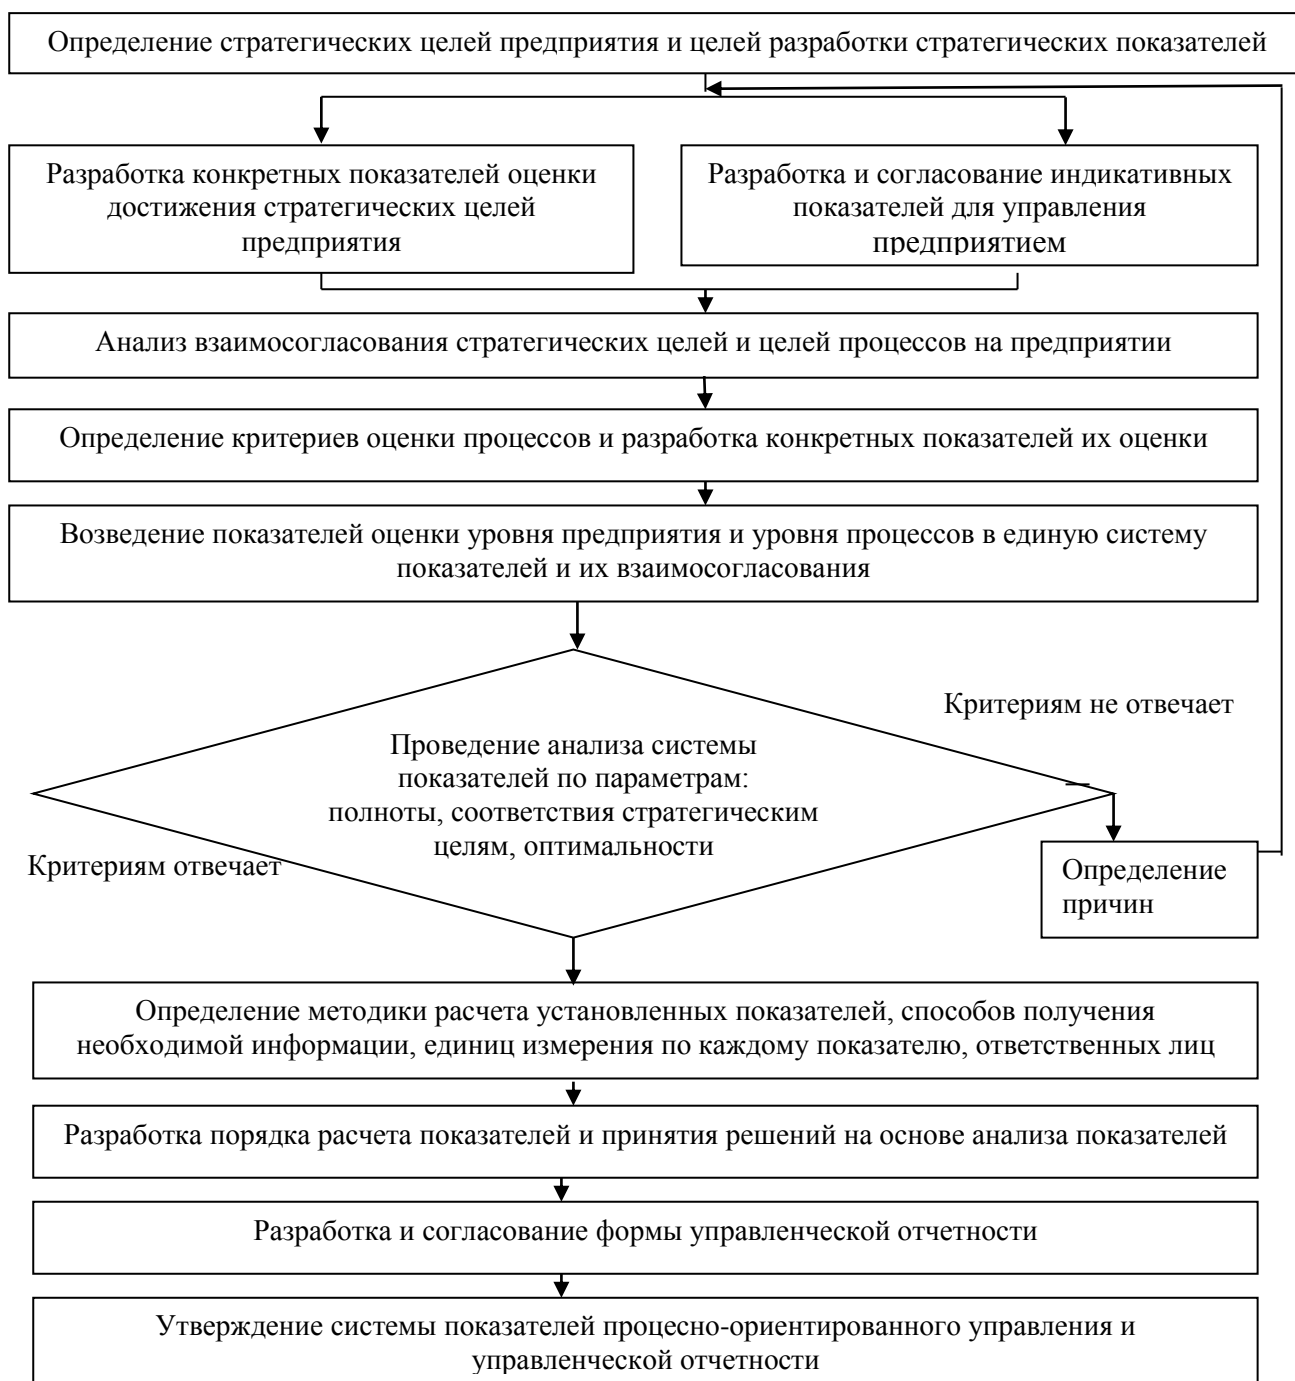 Определение стратегических целей предприятия и целей разработки стратегических показателей
Разработка конкретных показателей оценки
достижения стратегических целей
предприятия
Разработка и согласование индикативных
показателей для управления
предприятием
Анализ взаимосогласования стратегических целей и целей процессов на предприятии
Определение критериев оценки процессов и разработка конкретных показателей их оценки
Возведение показателей оценки уровня предприятия и уровня процессов в единую систему
показателей и их взаимосогласования
Критериям не отвечает
Проведение анализа системы
показателей по параметрам:
полноты, соответствия стратегическим
целям, оптимальности
Критериям отвечает
Определение
причин
Определение методики расчета установленных показателей, способов получения
необходимой информации, единиц измерения по каждому показателю, ответственных лиц
Разработка порядка расчета показателей и принятия решений на основе анализа показателей
Разработка и согласование формы управленческой отчетности
Утверждение системы показателей процесно-ориентированного управления и
управленческой отчетности